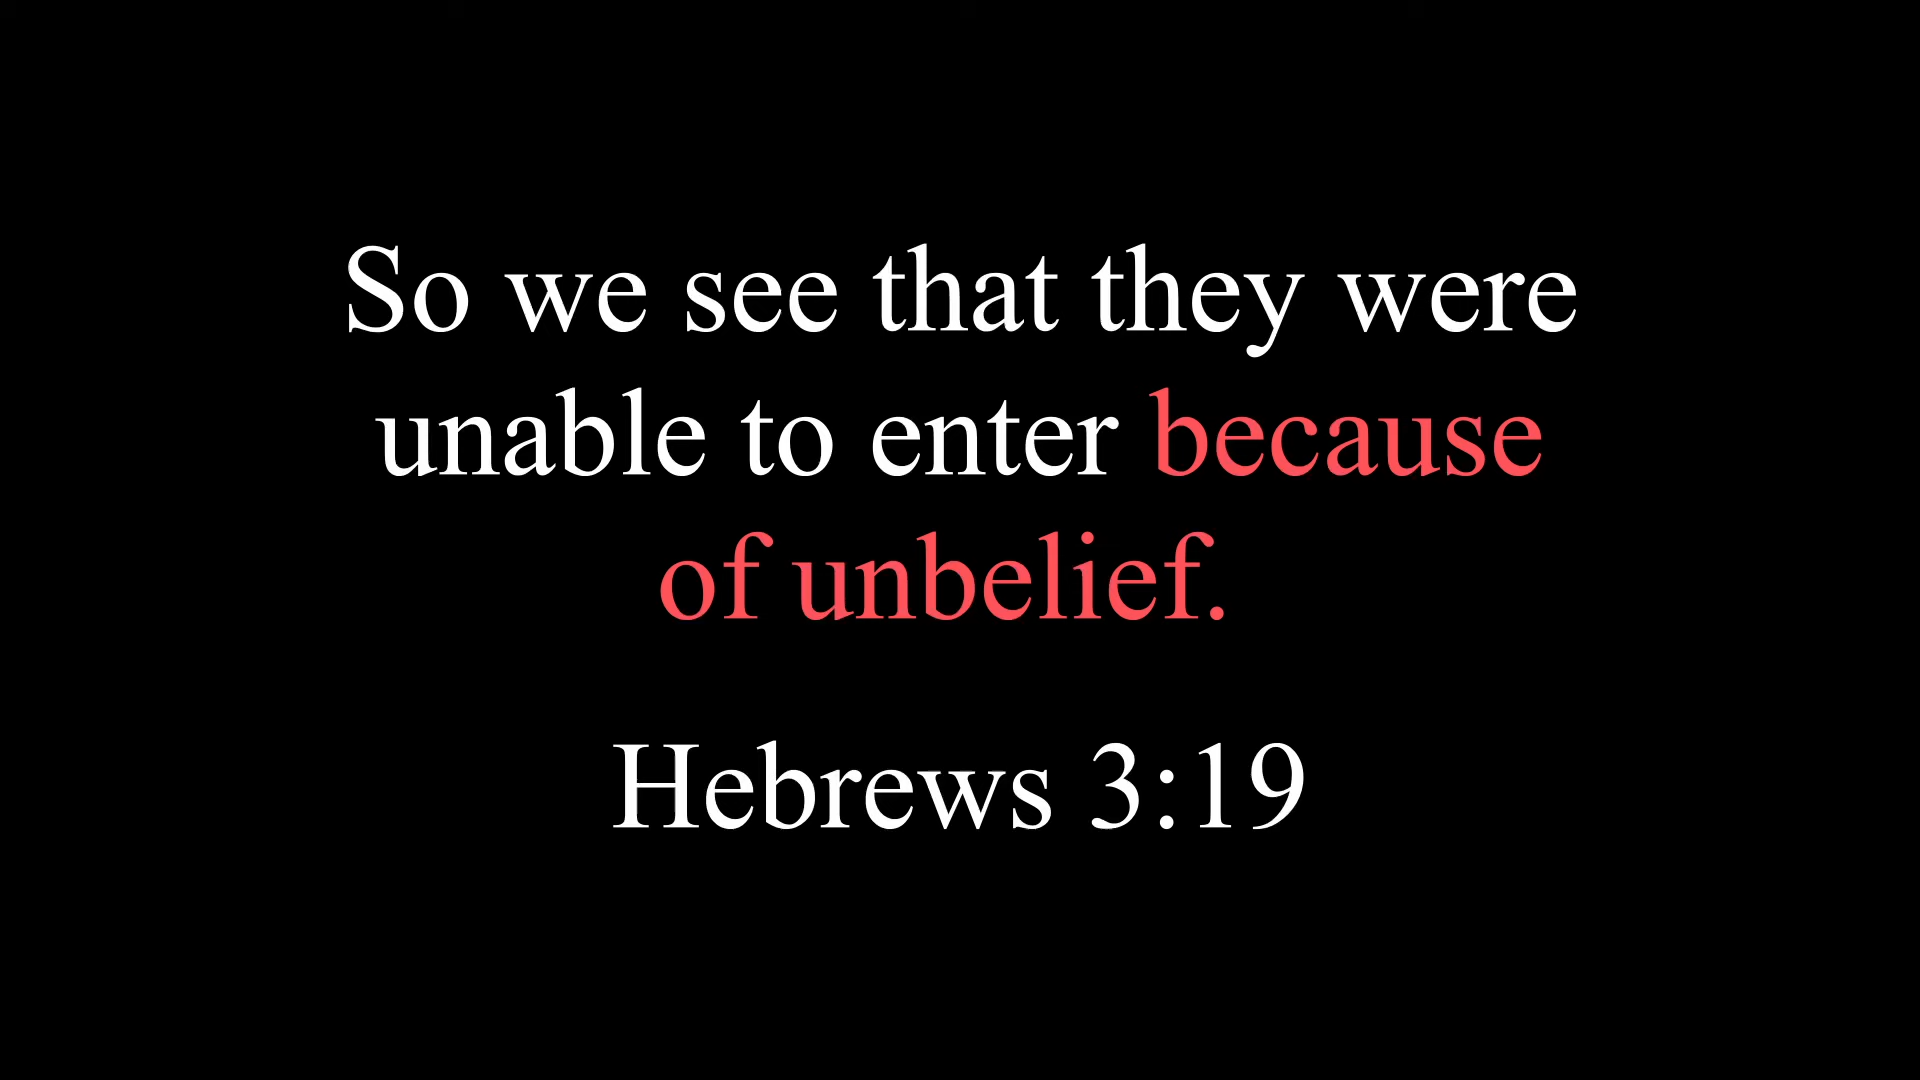 So we see that they were
unable to enter because
of unbelief.
Hebrews 3:19